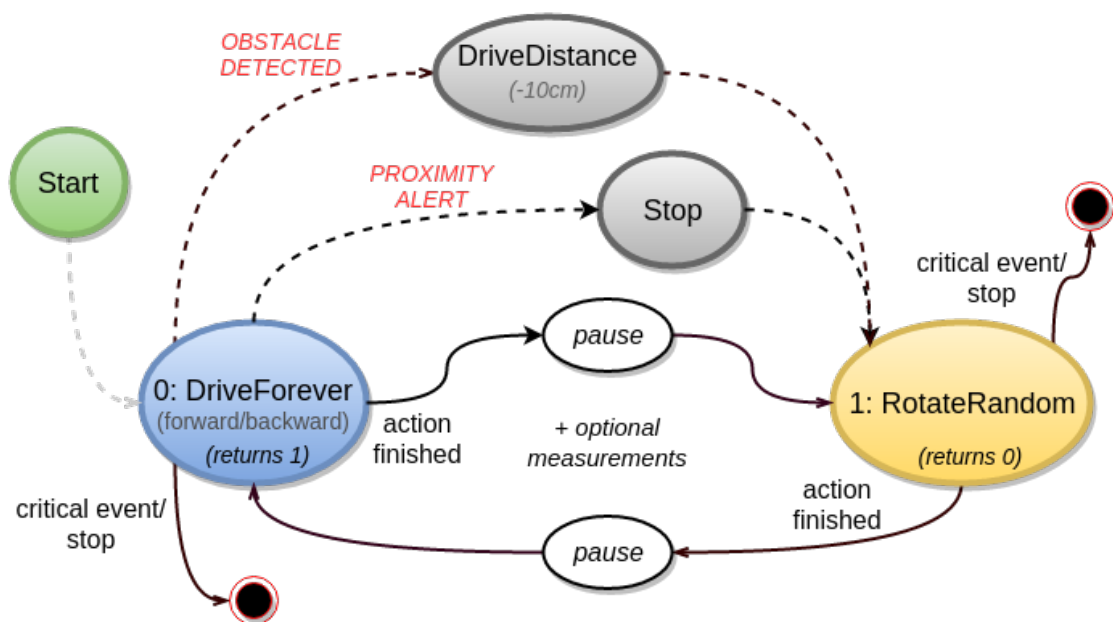 OBSTACLE
DETECTED
DriveDistance
(-10cm)
Start
PROXIMITY
ALERT
Stop
critical event/
stop
pause
0: DriveForever
(forward/backward)
(returns 1)
action
finished
+ optional
measurements
1: RotateRandom
(returns 0)
critical event/
stop
action
finished
pause